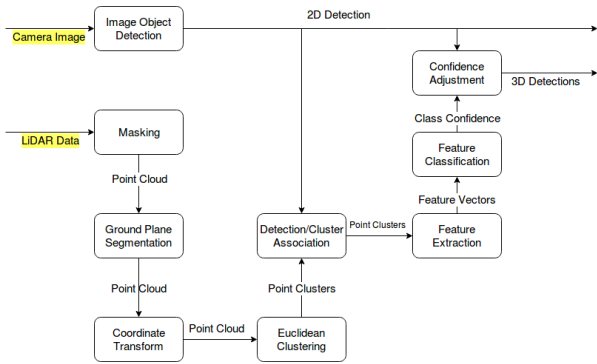 2D Detection
Image Object
Detection
Camera Image
Confidence
Adjustment
3D Detections
Class Confidence
Masking
LiDAR Data
Feature
Classification
Point Cloud
Feature Vectors
Ground Plane
Segmentation
Detection/Cluster
Association
Point Clusters
Feature
Extraction
Point Cloud
Point Clusters
Coordinate
Transform
Point Cloud
Euclidean
Clustering